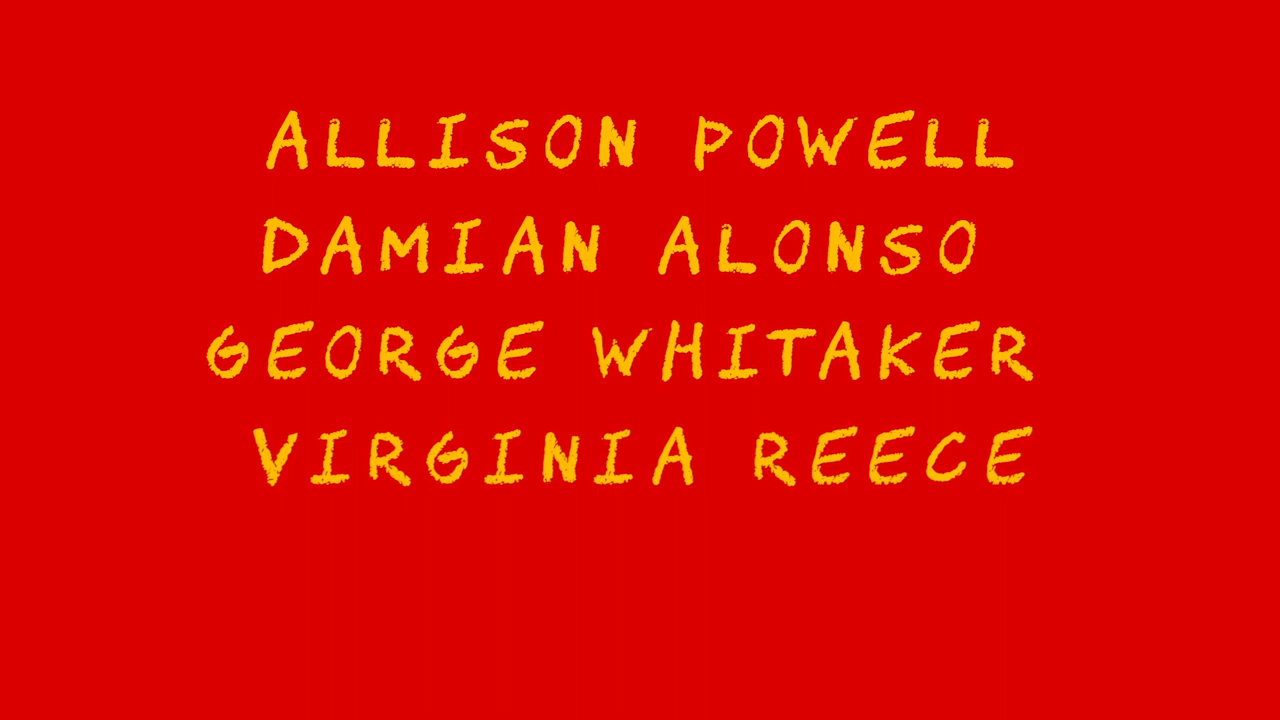 ALLISON POWELL
DAMIAN ALONSO
GEORGE WHITAKER
VIRGINIA REECE